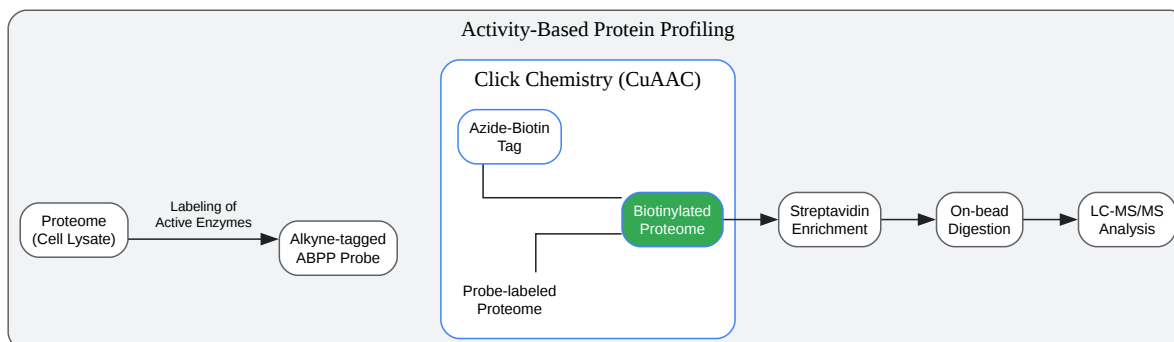 Activity-Based Protein Profiling
Click Chemistry (CuAAC)
Azide-Biotin
Tag
Proteome
(Cell Lysate)
Labeling of
Active Enzymes
Alkyne-tagged
ABPP Probe
Probe-labeled
Proteome
Biotinylated
Proteome
Streptavidin
Enrichment
On-bead
Digestion
LC-MS/MS
Analysis